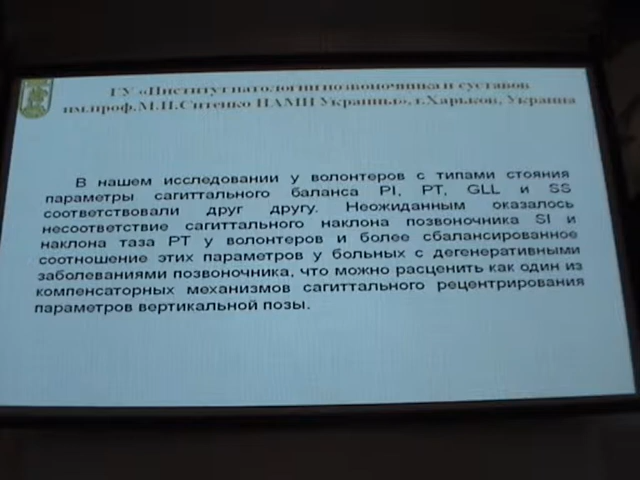 ГУ «Институт патологии позвоночника и суставов
им.проф.М.И.Ситенко НАМН Украины», г.Харьков, Украина
В нашем исследовании у волонтеров с типами стояния
параметры сагиттального баланса PI, PT, GLL и SS
соответствовали друг другу. Неожиданным оказалось
несоответствие сагиттального наклона позвоночника SI и
наклона таза PT у волонтеров и более сбалансированное
соотношение этих параметров у больных с дегенеративными
заболеваниями позвоночника, что можно расценить как один из
компенсаторных механизмов сагиттального рецентрирования
параметров вертикальной позы.